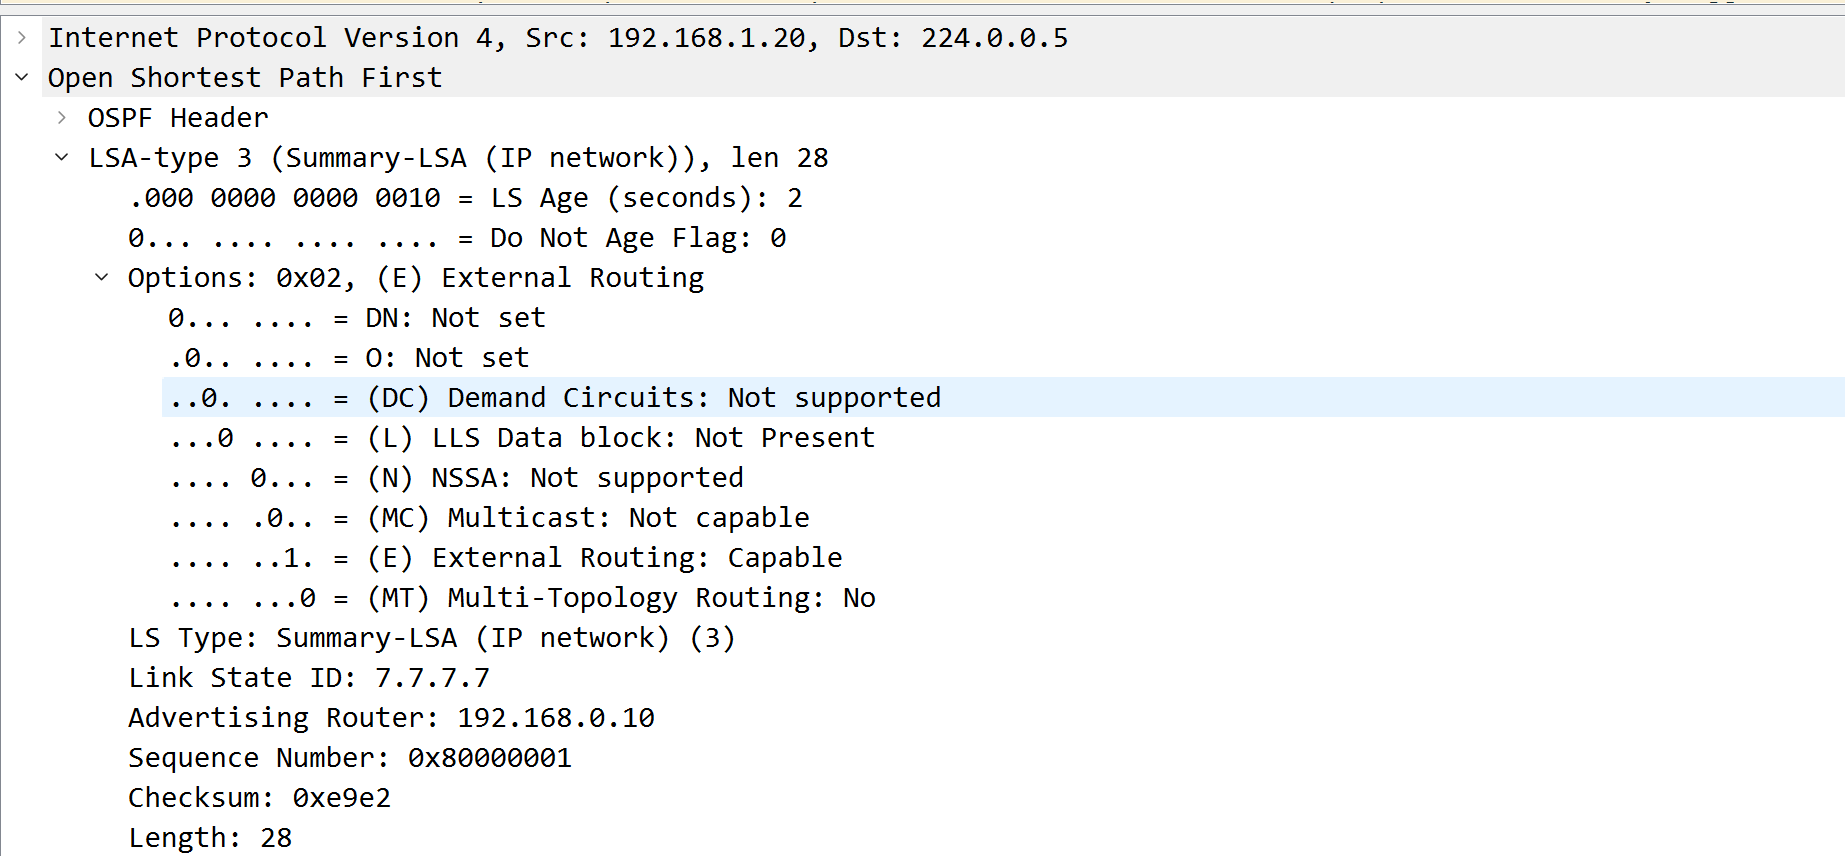 Internet Protocol Version 4, Src: 192.168.1.20, Dst: 224.0.0.5
Open Shortest Path First
OSPF Header
LSA-type 3 (Summary-LSA (IP network)), len 28
.000 0000 0000 0010 = LS Age (seconds): 2
0... .... .... .... = Do Not Age Flag: 0
Options: 0x02, (E) External Routing
0... .... = DN: Not set
.0.. .... = O: Not set
..0. .... = (DC) Demand Circuits: Not supported
...0 .... = (L) LLS Data block: Not Present
.... 0... = (N) NSSA: Not supported
.... .0.. = (MC) Multicast: Not capable
.... ..1. = (E) External Routing: Capable
.... ...0 = (MT) Multi-Topology Routing: No
LS Type: Summary-LSA (IP network) (3)
Link State ID: 7.7.7.7
Advertising Router: 192.168.0.10
Sequence Number: 0x80000001
Checksum: 0xe9e2
Length: 28